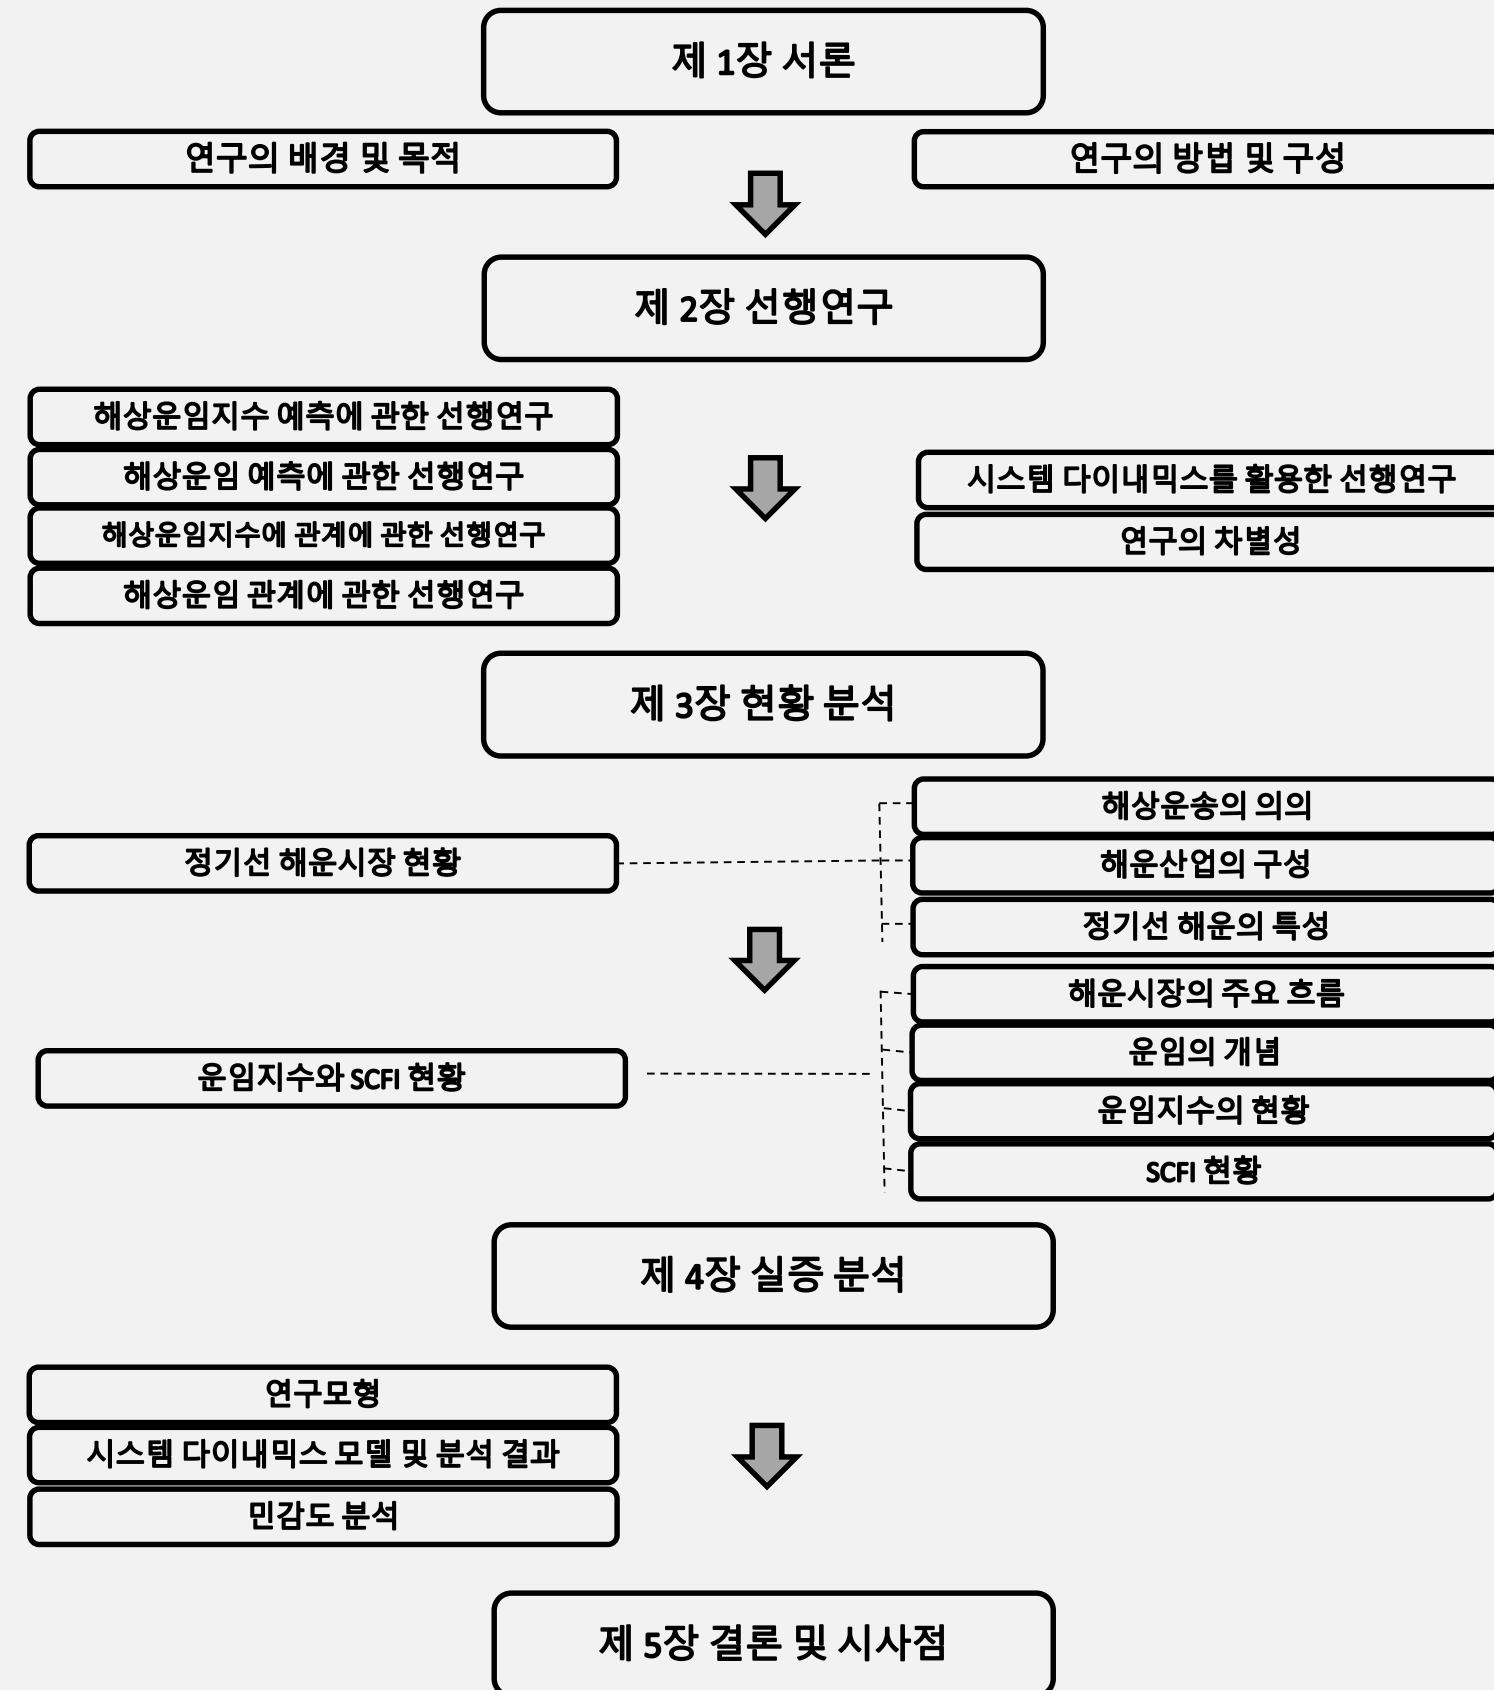 제 1장 서론
연구의 배경 및 목적
연구의 방법 및 구성
제 2장 선행연구
해상운임지수 예측에 관한 선행연구
해상운임 예측에 관한 선행연구
해상운임지수에 관계에 관한 선행연구
해상운임 관계에 관한 선행연구
시스템 다이내믹스를 활용한 선행연구
연구의 차별성
제 3장 현황 분석
정기선 해운시장 현황
해상운송의 의의
해운산업의 구성
정기선 해운의 특성
운임지수와 SCFI 현황
해운시장의 주요 흐름
운임의 개념
운임지수의 현황
SCFI 현황
제 4장 실증 분석
연구모형
시스템 다이내믹스 모델 및 분석 결과
민감도 분석
제 5장 결론 및 시사점